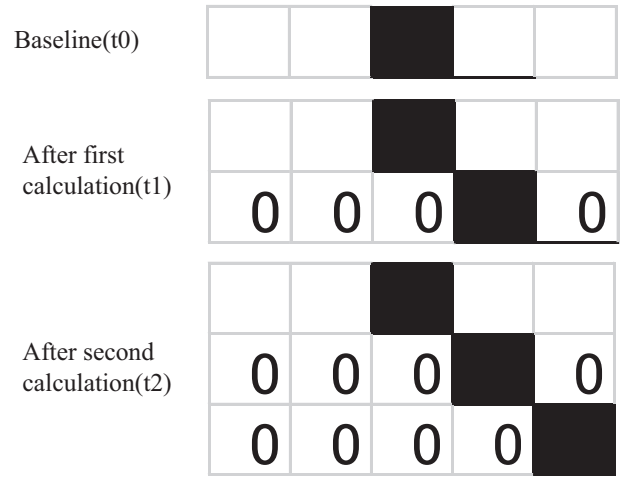 Baseline(t0)
After first
calculation(t1)
0 0 0 0
After second
calculation(t2)
0 0 0 0
0 0 0 0